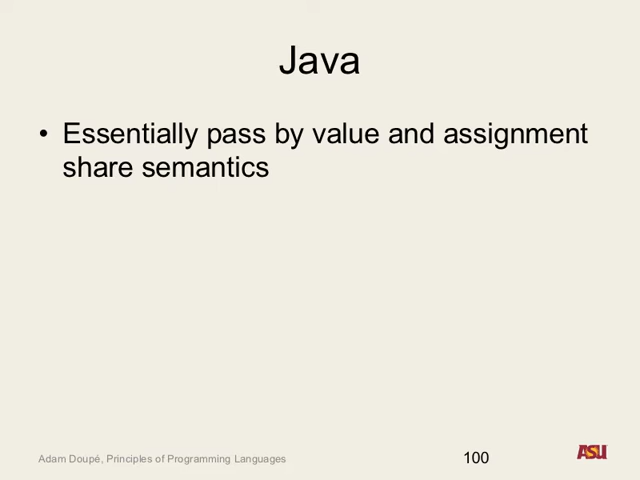 Java
• Essentially pass by value and assignment
share semantics
Adam Doupé, Principles of Programming Languages
100
ASU